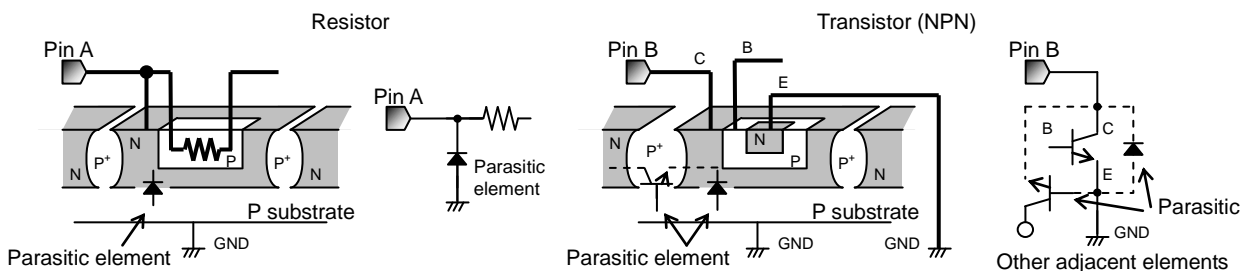 Resistor
Transistor (NPN)
Pin A
Pin B
C
B
E
Pin B
Pin A
N
P+
N
P
P+
N
Parasitic
element
N
P+
N
P
P+
N
B
C
E
Parasitic
P substrate
GND
Parasitic element
P substrate
GND
GND
Parasitic element
GND
Other adjacent elements